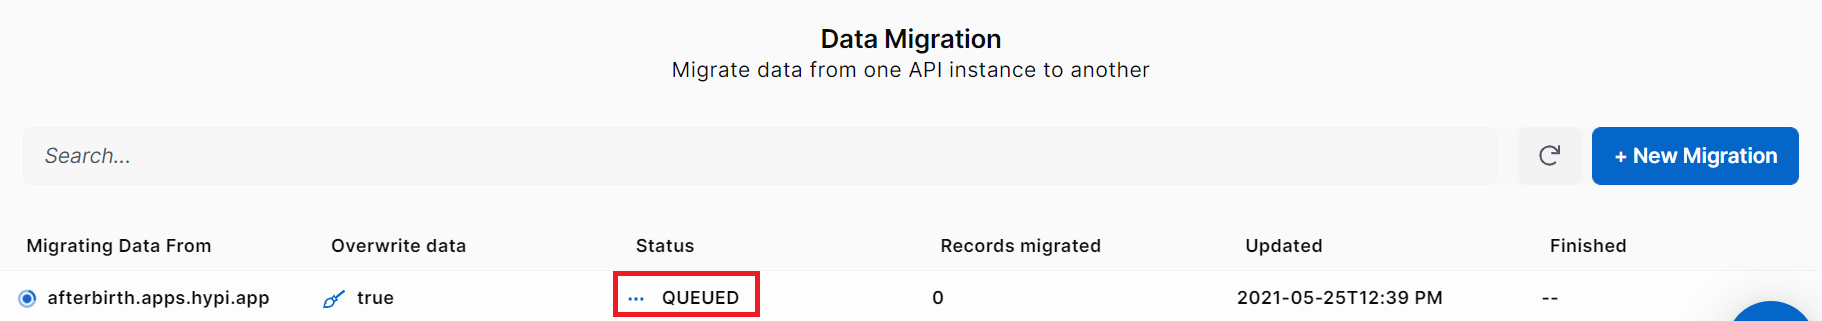 Data Migration
Migrate data from one API instance to another
Search...
+ New Migration
Migrating Data From Overwrite data Status Records migrated Updated Finished
afterbirth.apps.hypi.app true ··· QUEUED 0 2021-05-25T12:39 PM --